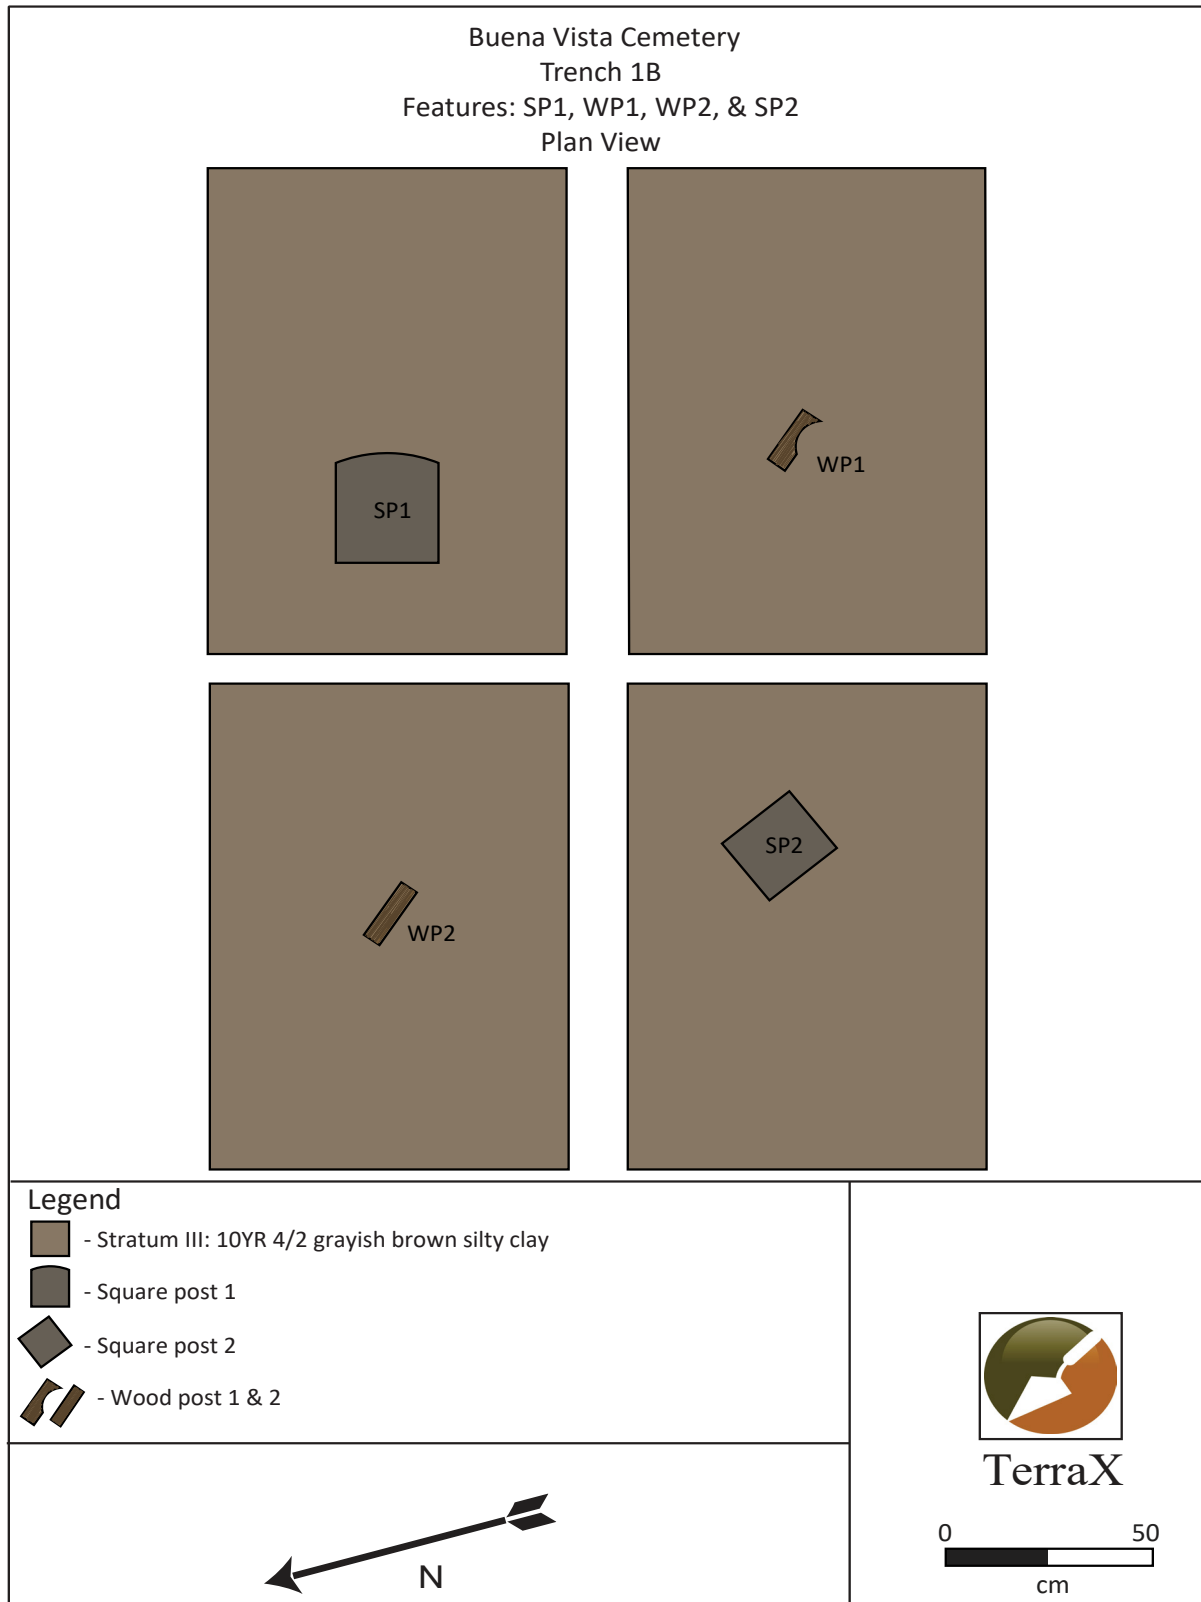 Buena Vista Cemetery
Trench 1B
Features: SP1, WP1, WP2, & SP2
Plan View
SP1
WP1
WP2
SP2
Legend
- Stratum III: 10YR 4/2 grayish brown silty clay
- Square post 1
- Square post 2
- Wood post 1 & 2
N
TerraX
0 50
cm